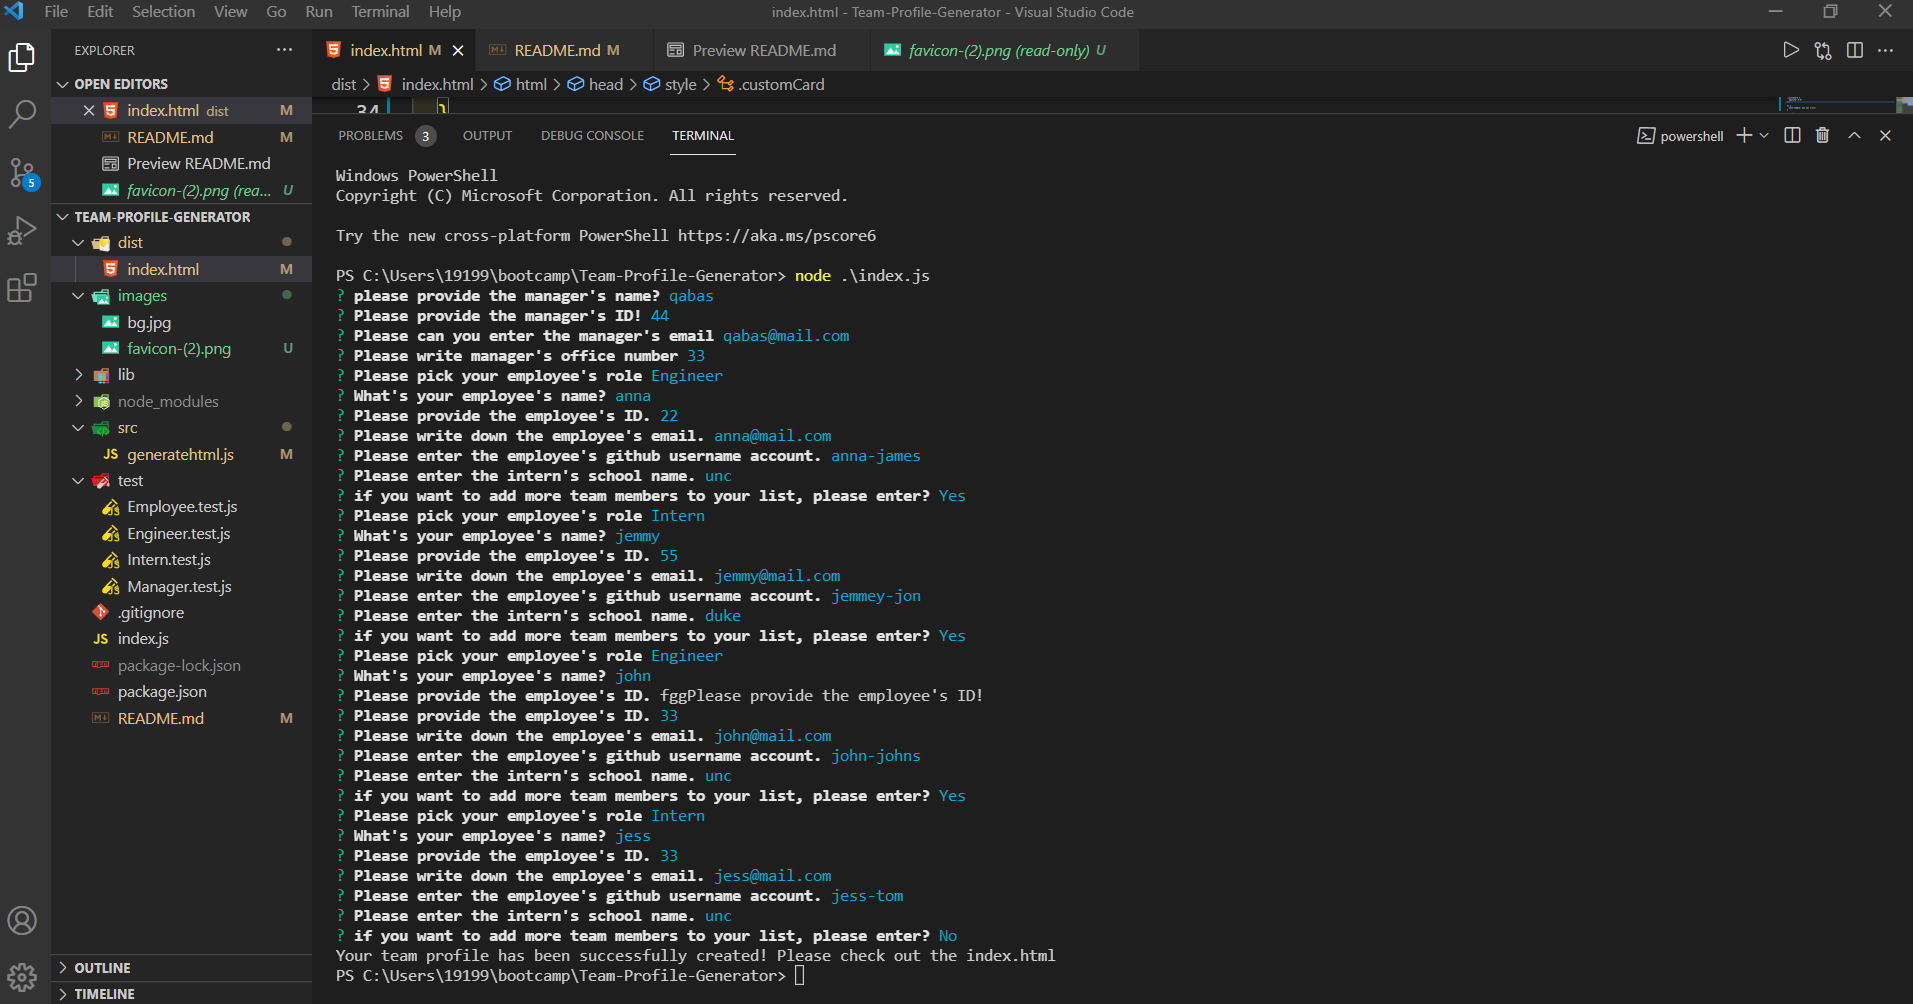 File Edit Selection View Go Run Terminal Help
index.html - Team-Profile-Generator - Visual Studio Code
EXPLORER
OPEN EDITORS
index.html dist M
README.md M
Preview README.md
favicon-(2).png (rea... U
TEAM-PROFILE-GENERATOR
dist
index.html M
images
bg.jpg
favicon-(2).png U
lib
node_modules
src
JS generatehtml.js M
test
Employee.test.js
Engineer.test.js
Intern.test.js
Manager.test.js
.gitignore
JS index.js
package-lock.json
package.json
README.md M
OUTLINE
TIMELINE
5
index.html M README.md M Preview README.md favicon-(2).png (read-only) U
dist > index.html > html > head > style > .customCard
34 }
PROBLEMS 3 OUTPUT DEBUG CONSOLE TERMINAL
powershell
Windows PowerShell
Copyright (C) Microsoft Corporation. All rights reserved.
Try the new cross-platform PowerShell https://aka.ms/pscore6
PS C:\Users\19199\bootcamp\Team-Profile-Generator> node .\index.js
? please provide the manager's name? qabas
? Please provide the manager's ID! 44
? Please can you enter the manager's email qabas@mail.com
? Please write manager's office number 33
? Please pick your employee's role Engineer
? What's your employee's name? anna
? Please provide the employee's ID. 22
? Please write down the employee's email. anna@mail.com
? Please enter the employee's github username account. anna-james
? Please enter the intern's school name. unc
? if you want to add more team members to your list, please enter? Yes
? Please pick your employee's role Intern
? What's your employee's name? jemmy
? Please provide the employee's ID. 55
? Please write down the employee's email. jemmy@mail.com
? Please enter the employee's github username account. jemmey-jon
? Please enter the intern's school name. duke
? if you want to add more team members to your list, please enter? Yes
? Please pick your employee's role Engineer
? What's your employee's name? john
? Please provide the employee's ID. fggPlease provide the employee's ID!
? Please provide the employee's ID. 33
? Please write down the employee's email. john@mail.com
? Please enter the employee's github username account. john-johns
? Please enter the intern's school name. unc
? if you want to add more team members to your list, please enter? Yes
? Please pick your employee's role Intern
? What's your employee's name? jess
? Please provide the employee's ID. 33
? Please write down the employee's email. jess@mail.com
? Please enter the employee's github username account. jess-tom
? Please enter the intern's school name. unc
? if you want to add more team members to your list, please enter? No
Your team profile has been successfully created! Please check out the index.html
PS C:\Users\19199\bootcamp\Team-Profile-Generator>